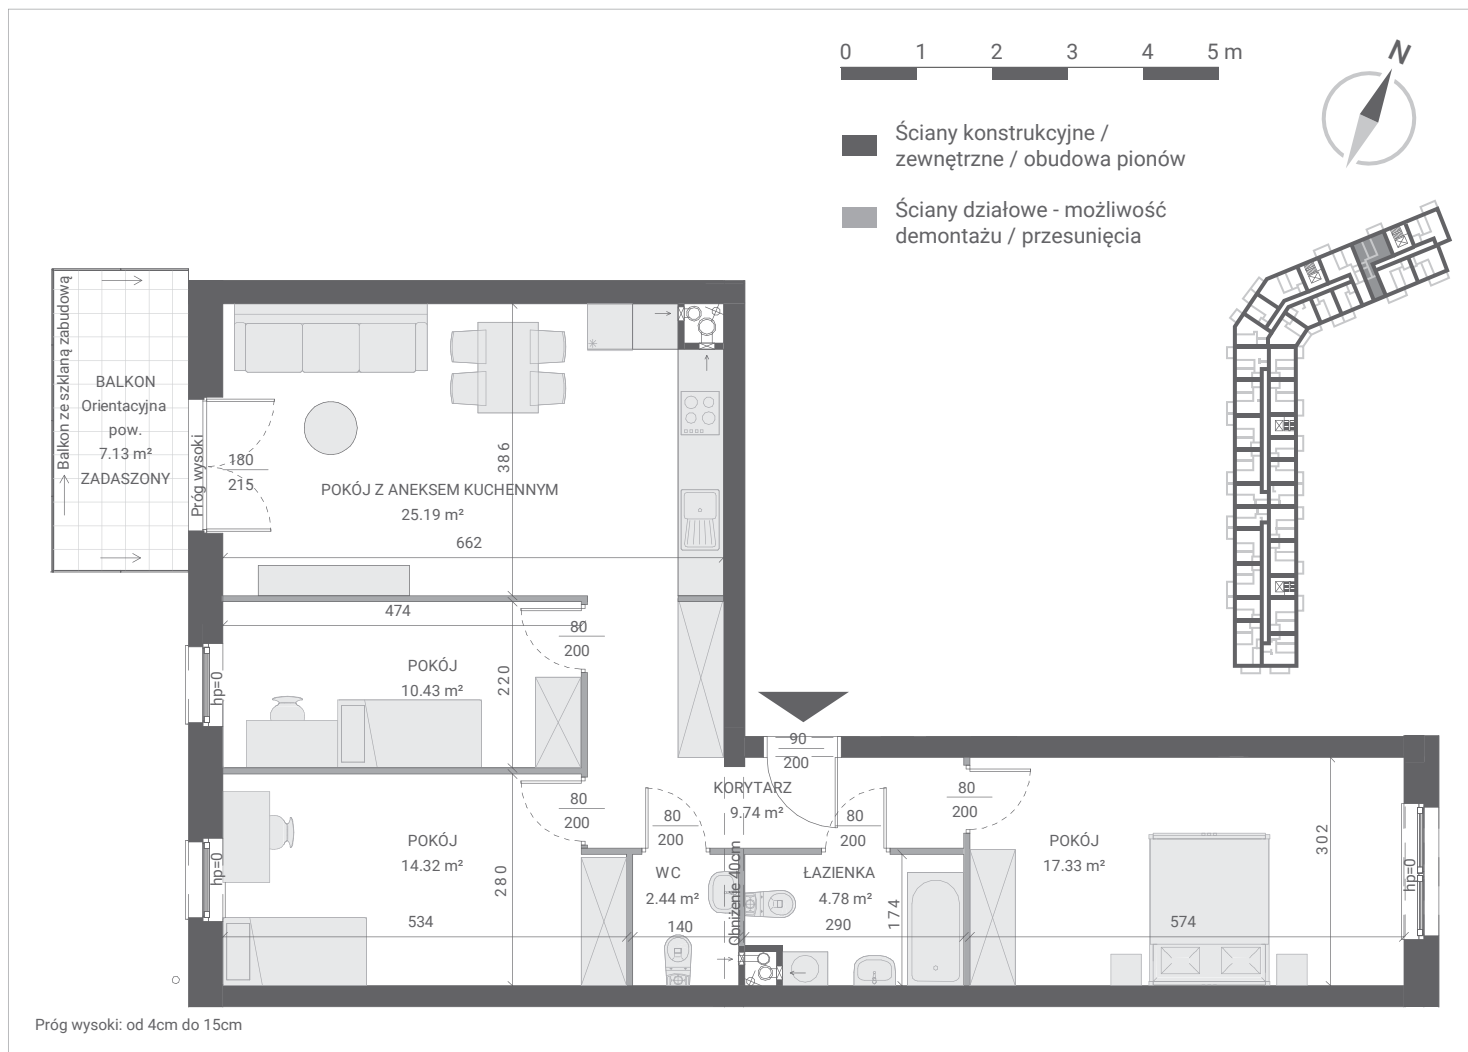 0 1 2 3 4 5 m
N
Ściany konstrukcyjne /
zewnętrzne / obudowa pionów
Ściany działowe - możliwość
demontażu / przesunięcia
Balkon ze szklaną zabudową
BALKON
Orientacyjna
pow.
7.13 m²
ZADASZONY
Próg wysoki
180
215
386
POKÓJ Z ANEKSEM KUCHENNYM
25.19 m²
662
474
80
200
POKÓJ
10.43 m²
220
hp=0
90
200
KORYTARZ
9.74 m²
80
200
80
200
80
200
80
200
POKÓJ
14.32 m²
280
534
hp=0
WC
2.44 m²
140
Obniżenie 40cm
ŁAZIENKA
4.78 m²
290
174
POKÓJ
17.33 m²
302
574
hp=0
Próg wysoki: od 4cm do 15cm